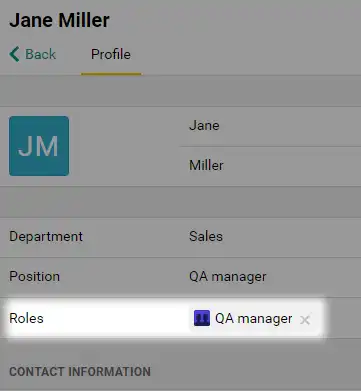 Jane Miller
Back Profile
JM
Jane
Miller
Department Sales
Position QA manager
Roles QA manager ×
CONTACT INFORMATION